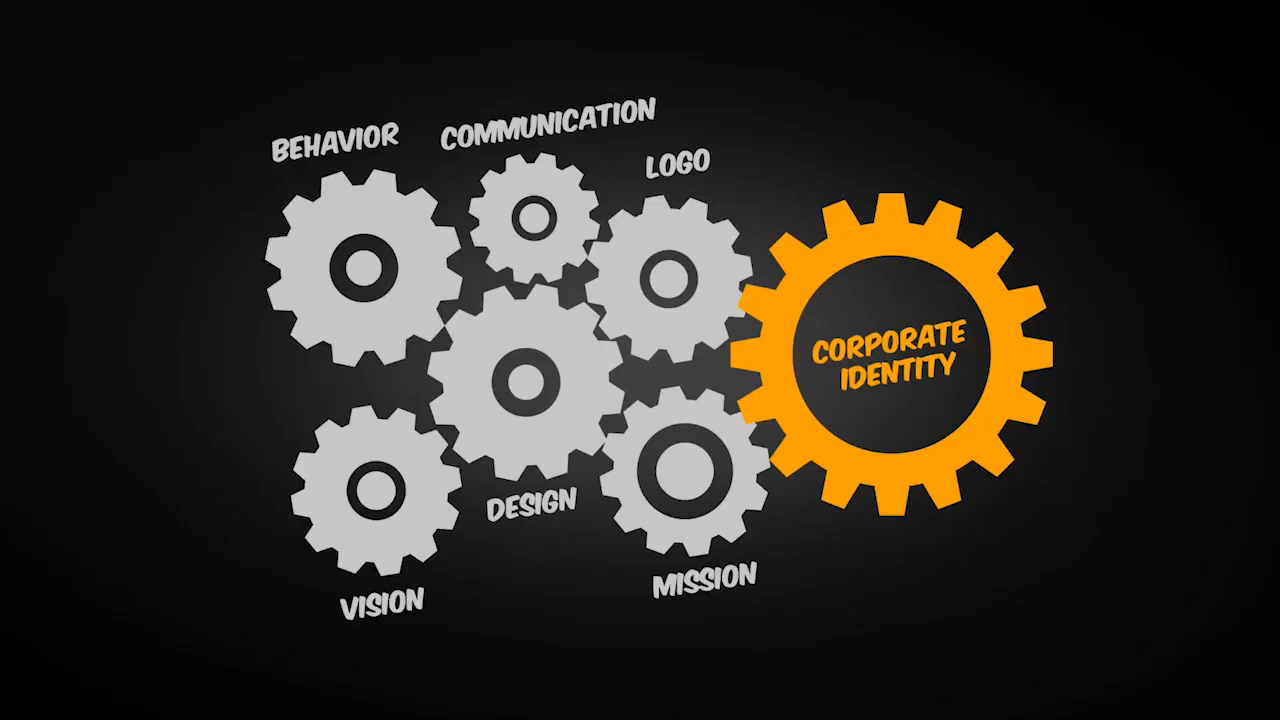 BEHAVIOR
COMMUNICATION
LOGO
CORPORATE
IDENTITY
DESIGN
MISSION
VISION